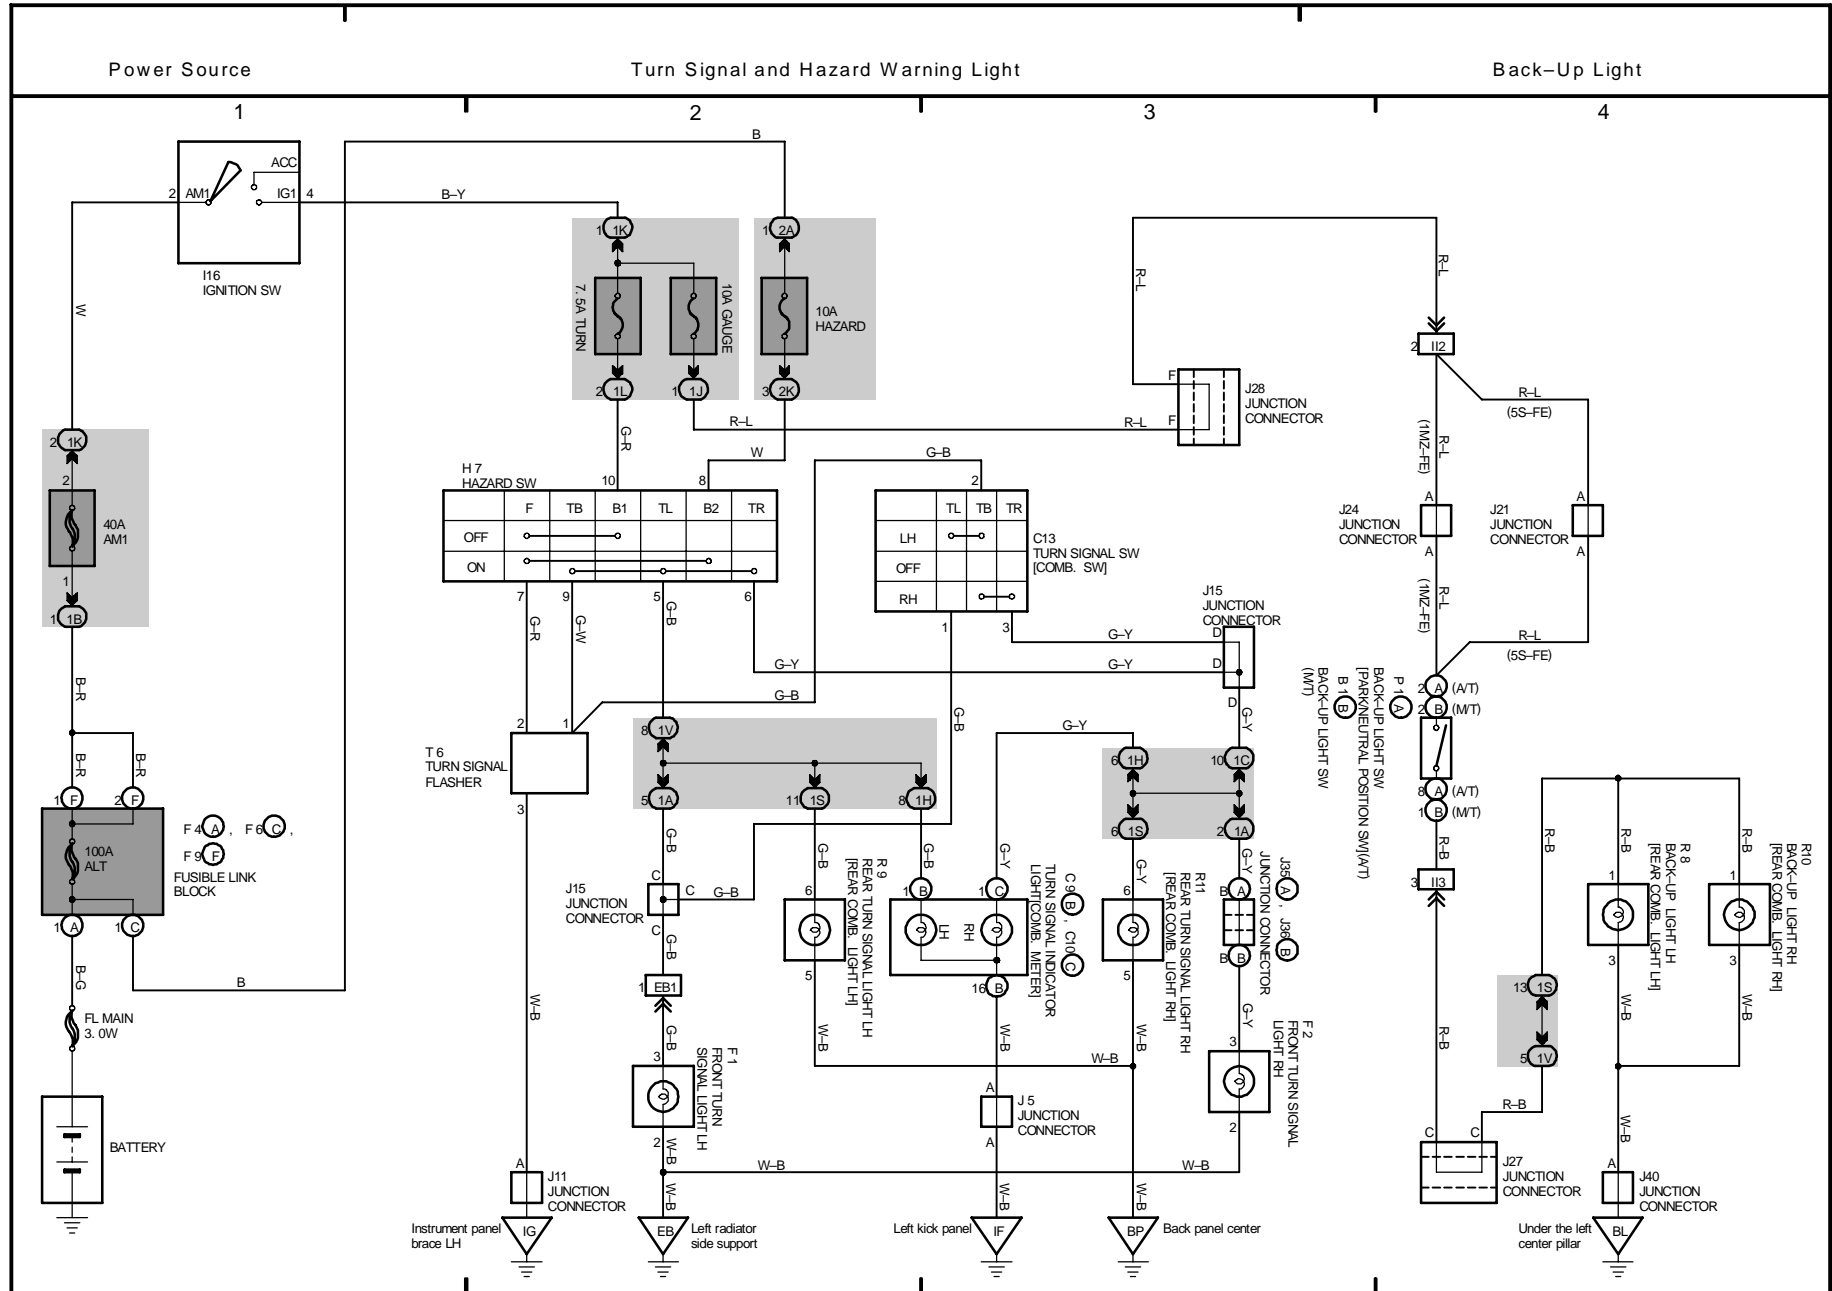 Power Source
Turn Signal and Hazard Warning Light
Back–Up Light
1
2
3
4
B
ACC
2
AM1
IG1
4
B–Y
I16
IGNITION SW
W
1
1K
1
2A
7. 5A TURN
10A GAUGE
10A
HAZARD
2
1L
1
1J
3
2K
R–L
R–L
2
II2
F
F
J28
JUNCTION
CONNECTOR
R–L
R–L
G–R
W
G–B
R–L
(5S–FE)
(1MZ–FE)
R–L
2
1K
2
40A
AM1
1
1
1B
H 7
HAZARD SW
10
8
F
TB
B1
TL
B2
TR
OFF
ON
7
9
5
6
2
TL
TB
TR
LH
OFF
RH
1
3
C13
TURN SIGNAL SW
[COMB. SW]
A
J24
JUNCTION
CONNECTOR
A
A
J21
JUNCTION
CONNECTOR
A
(1MZ–FE)
R–L
R–L
(5S–FE)
J15
JUNCTION
CONNECTOR
G–R
G–W
G–B
G–Y
D
G–Y
G–Y
D
D
G–B
G–B
G–Y
G–Y
B–R
B–R
B–R
2
1
T 6
TURN SIGNAL
FLASHER
3
8
1V
5
1A
11
1S
8
1H
6
1H
10
1C
6
1S
2
1A
P 1
A
BACK–UP LIGHT SW
[PARK/NEUTRAL POSITION SW](A/T)
B 1
B
BACK–UP LIGHT SW
(M/T)
2
A
(A/T)
2
B
(M/T)
8
A
(A/T)
1
B
(M/T)
1
F
2
F
100A
ALT
F 4
A
,
F 6
C
,
F 9
F
FUSIBLE LINK
BLOCK
1
A
1
C
B–G
B
FL MAIN
3. 0W
BATTERY
G–B
C
J15
JUNCTION
CONNECTOR
C
G–B
C
G–B
1
EB1
G–B
3
F 1
FRONT TURN
SIGNAL LIGHT LH
2
W–B
W–B
G–B
6
5
R 9
REAR TURN SIGNAL LIGHT LH
[REAR COMB. LIGHT LH]
W–B
G–B
G–Y
1
B
1
C
LH
RH
16
B
C 9
B
,
C10
C
TURN SIGNAL INDICATOR
LIGHT[COMB. METER]
W–B
A
J 5
JUNCTION
CONNECTOR
A
W–B
G–Y
6
5
R11
REAR TURN SIGNAL LIGHT RH
[REAR COMB. LIGHT RH]
W–B
W–B
W–B
G–Y
B
A
B
B
J35
A
,
J36
B
JUNCTION CONNECTOR
G–Y
3
F 2
FRONT TURN SIGNAL
LIGHT RH
2
W–B
W–B
W–B
R–B
3
II3
R–B
R–B
R–B
R–B
1
3
R 8
BACK–UP LIGHT LH
[REAR COMB. LIGHT LH]
1
3
R10
BACK–UP LIGHT RH
[REAR COMB. LIGHT RH]
W–B
W–B
13
1S
5
1V
R–B
C
C
J27
JUNCTION
CONNECTOR
W–B
A
J40
JUNCTION
CONNECTOR
A
J11
JUNCTION
CONNECTOR
Instrument panel
brace LH
IG
EB
Left radiator
side support
Left kick panel
IF
BP
Back panel center
Under the left
center pillar
BL